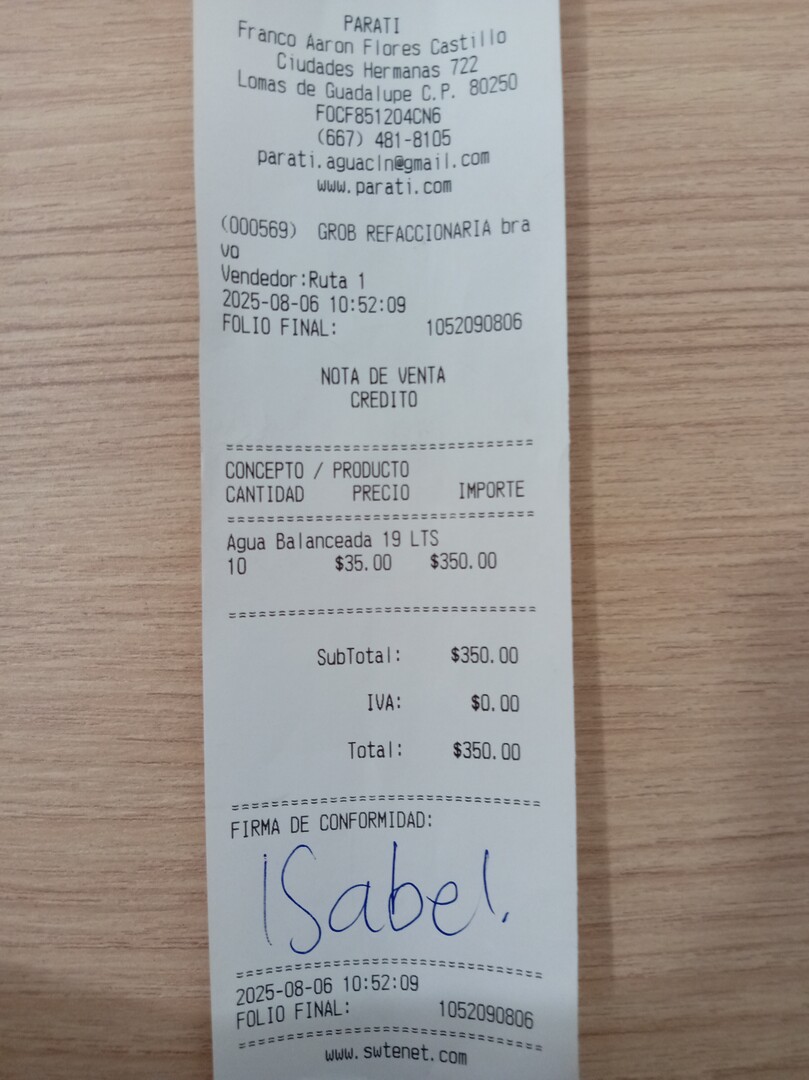 PARATI
Franco Aaron Flores Castillo
Ciudades Hermanas 722
Lomas de Guadalupe C.P. 80250
FOCF851204CN6
(667) 481-8105
parati.aguacln@gmail.com
www.parati.com
(000569) GROB REFACCIONARIA bra
vo
Vendedor:Ruta 1
2025-08-06 10:52:09
FOLIO FINAL: 1052090806
NOTA DE VENTA
CREDITO
==================================
CONCEPTO / PRODUCTO
CANTIDAD PRECIO IMPORTE
==================================
Agua Balanceada 19 LTS
10 $35.00 $350.00
==================================
SubTotal: $350.00
IVA: $0.00
Total: $350.00
==================================
FIRMA DE CONFORMIDAD:
ISabel.
==================================
2025-08-06 10:52:09
FOLIO FINAL: 1052090806
==================================
www.swtenet.com